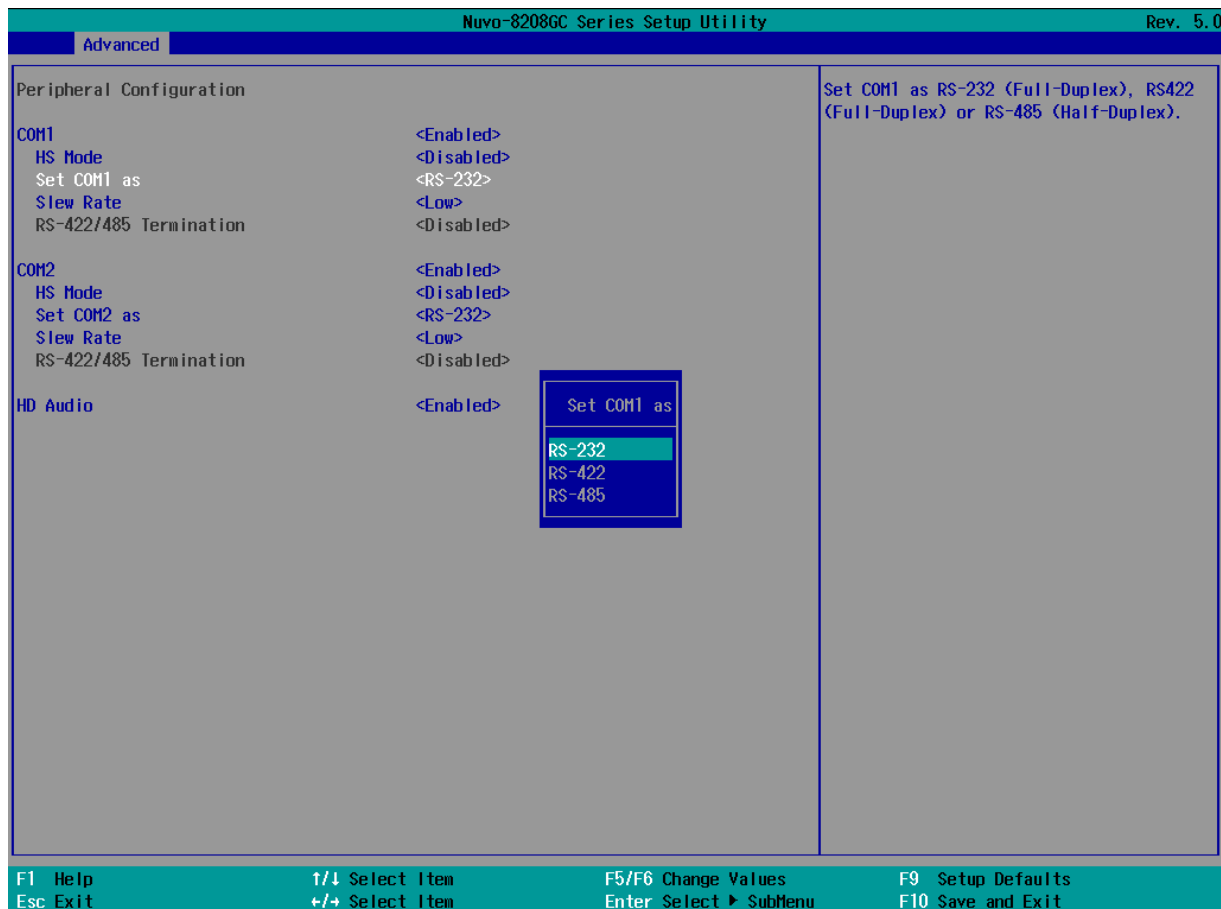 Nuvo-8208GC Series Setup Utility Rev. 5.0
Advanced
Peripheral Configuration
COM1 <Enabled>
HS Mode <Disabled>
Set COM1 as <RS-232>
Slew Rate <Low>
RS-422/485 Termination <Disabled>
COM2 <Enabled>
HS Mode <Disabled>
Set COM2 as <RS-232>
Slew Rate <Low>
RS-422/485 Termination <Disabled>
HD Audio <Enabled>
Set COM1 as
RS-232
RS-422
RS-485
Set COM1 as RS-232 (Full-Duplex), RS422
(Full-Duplex) or RS-485 (Half-Duplex).
F1 Help ↑/↓ Select Item F5/F6 Change Values F9 Setup Defaults
Esc Exit ←/→ Select Item Enter Select ▶ SubMenu F10 Save and Exit